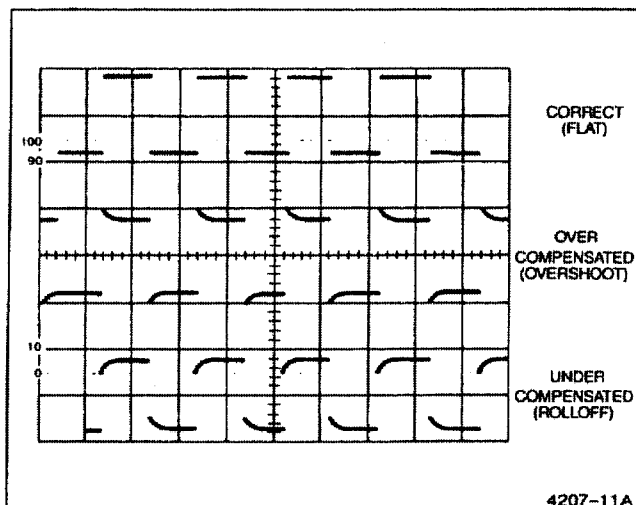 CORRECT
(FLAT)
100
90
OVER
COMPENSATED
(OVERSHOOT)
10
0
UNDER
COMPENSATED
(ROLLOFF)
4207-11A